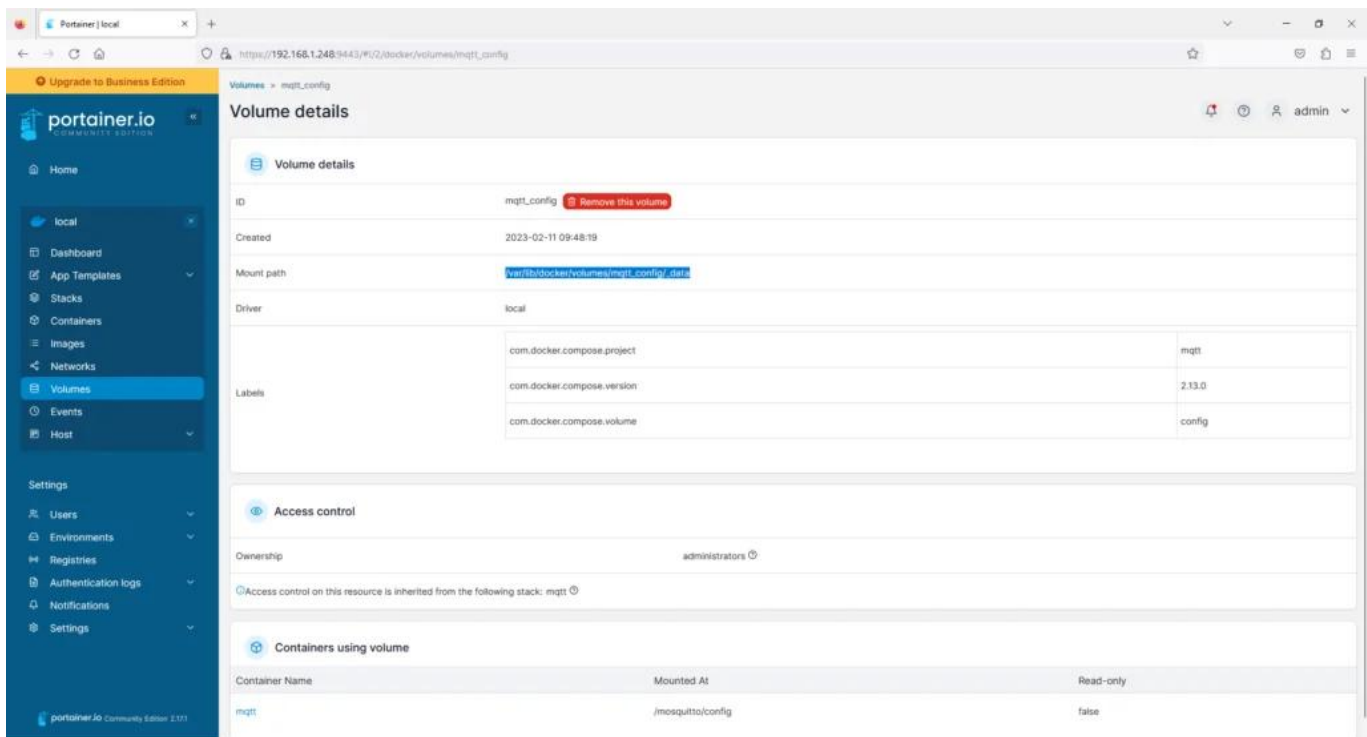 Portainer | local
https://192.168.1.248:9443/#!/2/docker/volumes/mqtt_config
Upgrade to Business Edition
portainer.io
COMMUNITY EDITION
Home
local
Dashboard
App Templates
Stacks
Containers
Images
Networks
Volumes
Events
Host
Settings
Users
Environments
Registries
Authentication logs
Notifications
Settings
portainer.io Community Edition 2.17.1
Volumes > mqtt_config
Volume details
admin
Volume details
ID mqtt_config Remove this volume
Created 2023-02-11 09:48:19
Mount path /var/lib/docker/volumes/mqtt_config/_data
Driver local
Labels
com.docker.compose.project mqtt
com.docker.compose.version 2.13.0
com.docker.compose.volume config
Access control
Ownership administrators
Access control on this resource is inherited from the following stack: mqtt
Containers using volume
Container Name Mounted At Read-only
mqtt /mosquitto/config false